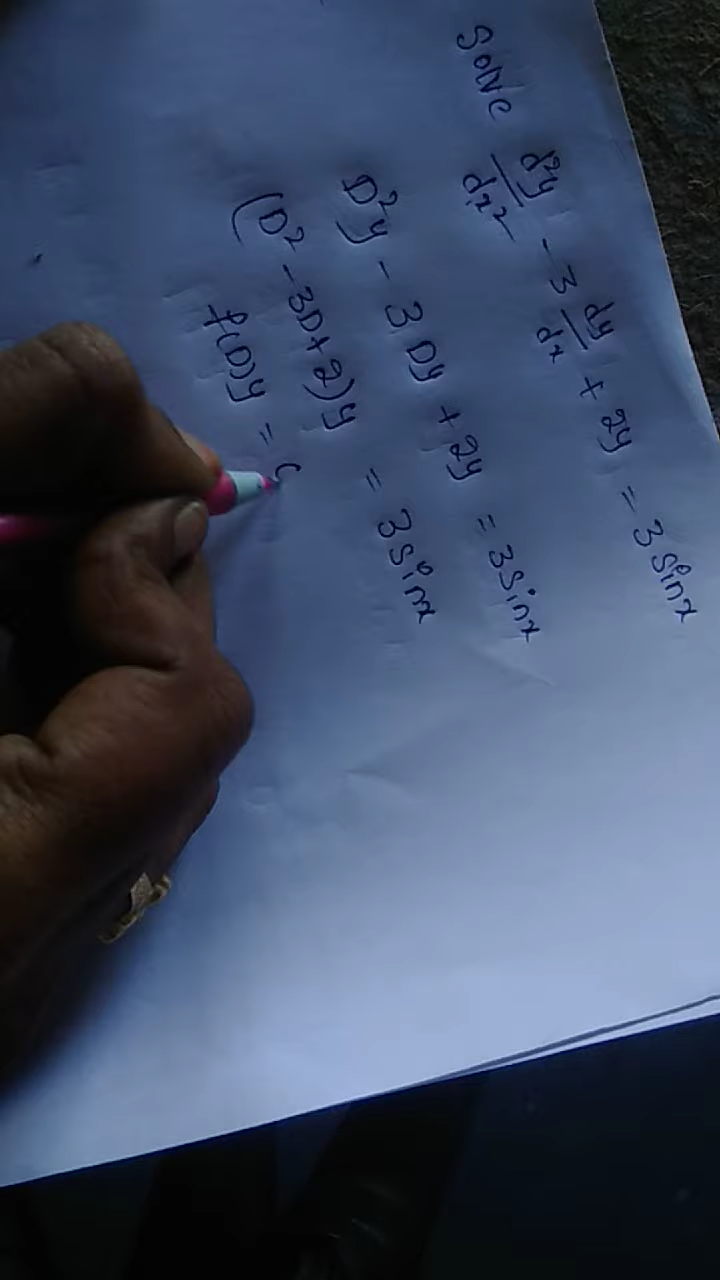 Solve d²y/dx² - 3 dy/dx + 2y = 3 Sinx
D²y - 3Dy + 2y = 3Sinx
(D² - 3D + 2)y = 3Sinx
f(D)y =